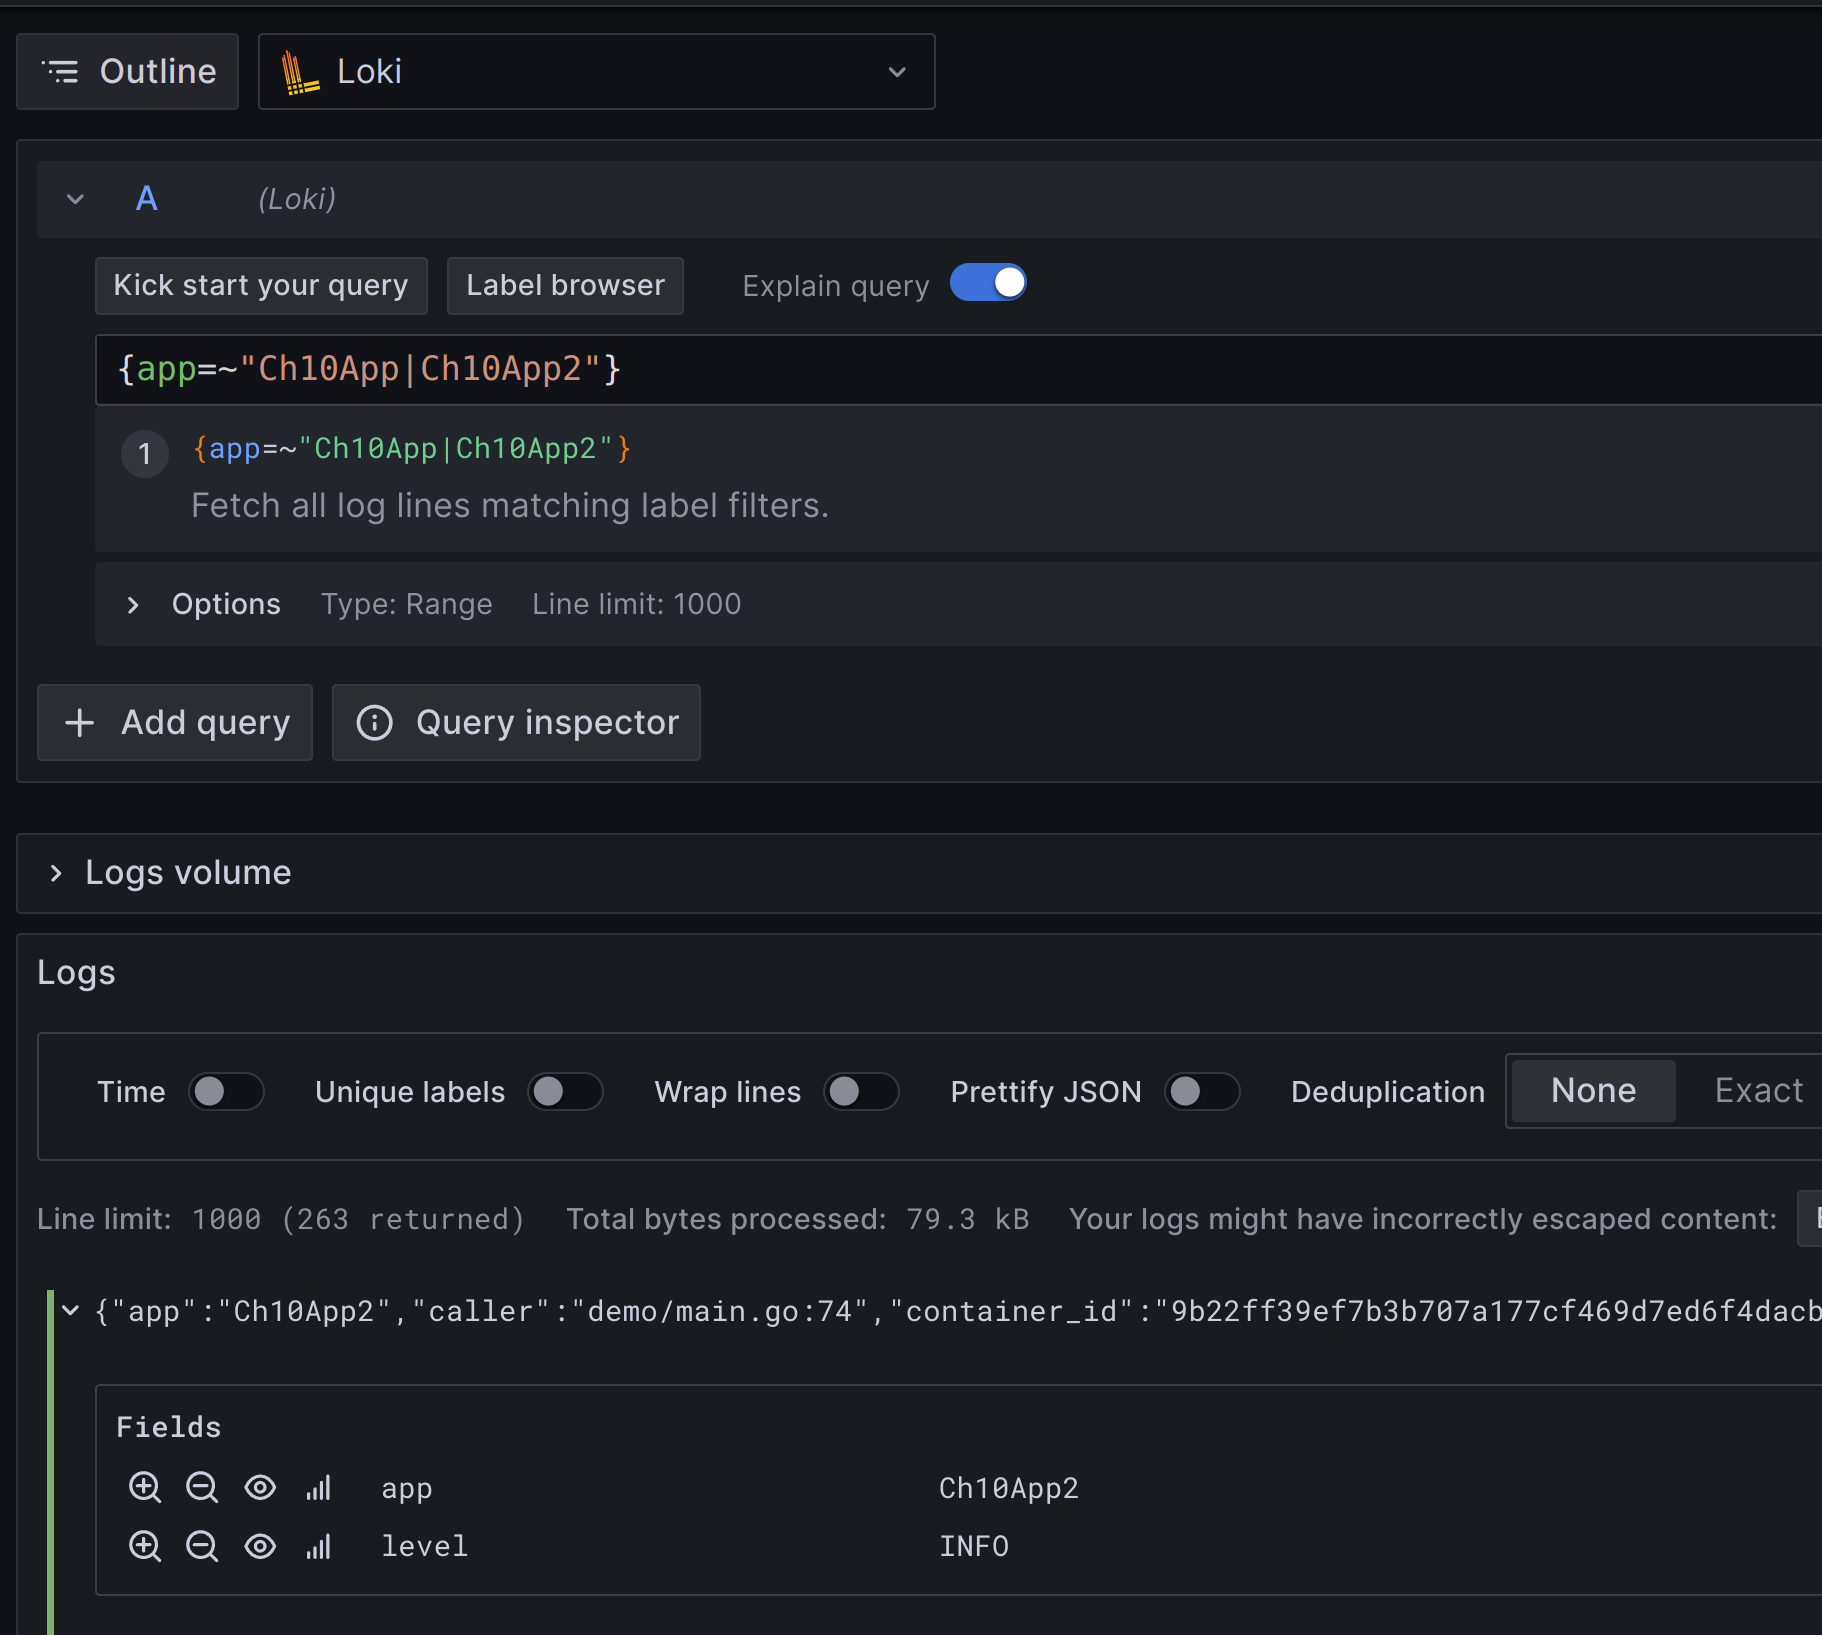 Outline Loki
A (Loki)
Kick start your query Label browser Explain query
{app=~"Ch10App|Ch10App2"}
1 {app=~"Ch10App|Ch10App2"}
Fetch all log lines matching label filters.
Options Type: Range Line limit: 1000
Add query Query inspector
Logs volume
Logs
Time Unique labels Wrap lines Prettify JSON Deduplication None Exact
Line limit: 1000 (263 returned) Total bytes processed: 79.3 kB Your logs might have incorrectly escaped content:
{"app":"Ch10App2","caller":"demo/main.go:74","container_id":"9b22ff39ef7b3b707a177cf469d7ed6f4dacb
Fields
app Ch10App2
level INFO